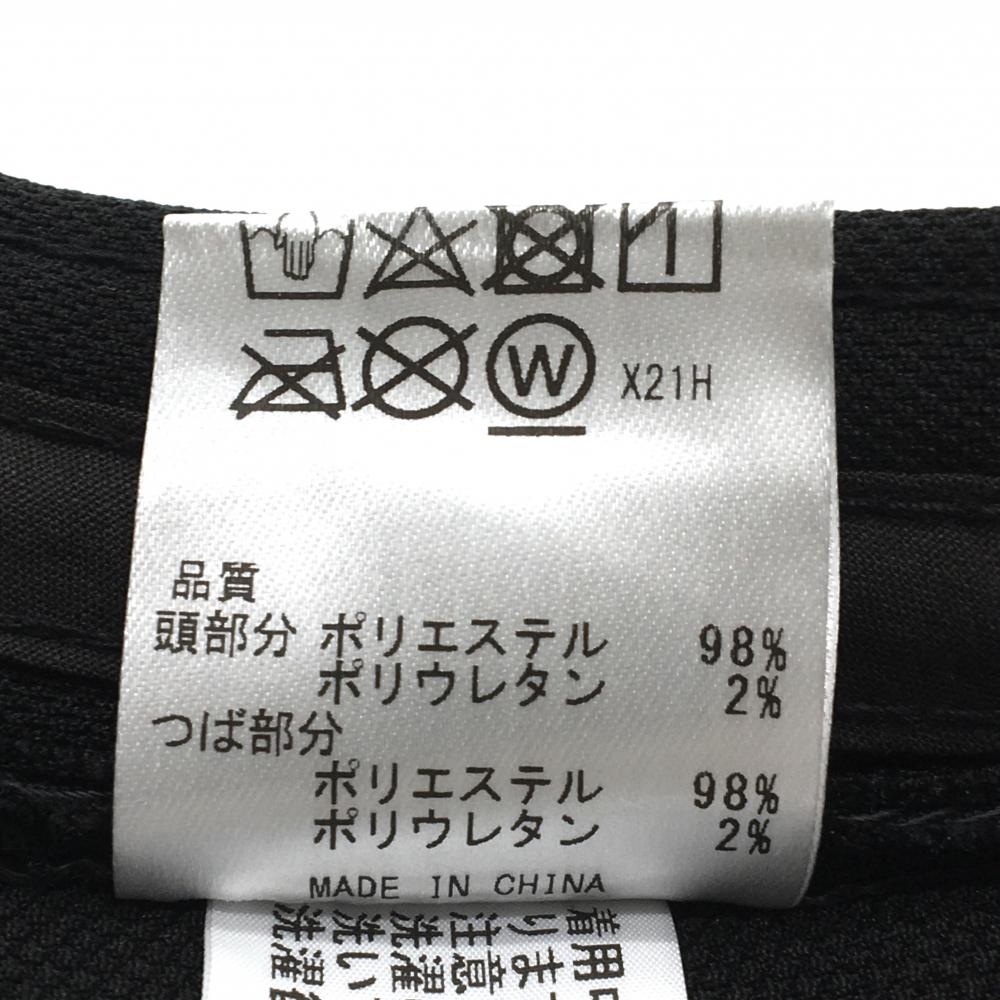 W X21H
品質
頭部分 ポリエステル 98%
ポリウレタン 2%
つば部分
ポリエステル 98%
ポリウレタン 2%
MADE IN CHINA